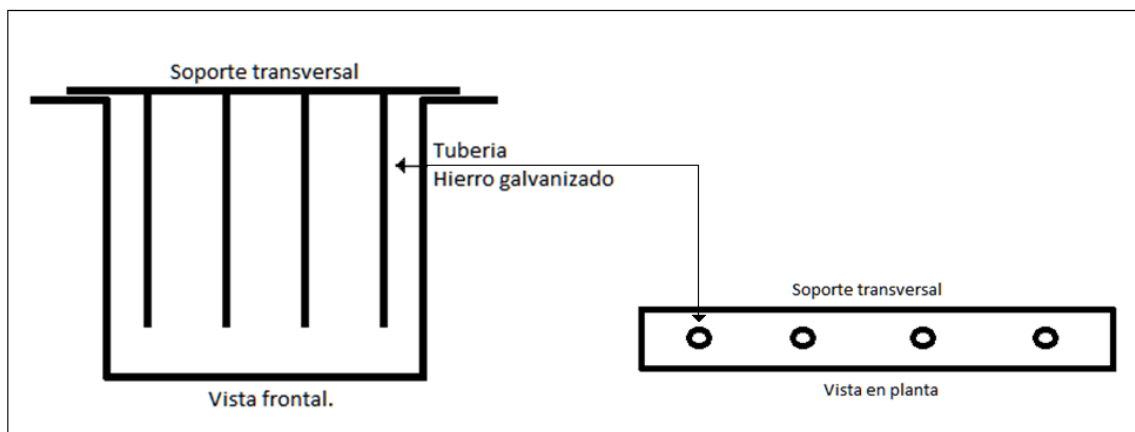 Soporte transversal
Tuberia
Hierro galvanizado
Vista frontal.
Soporte transversal
Vista en planta